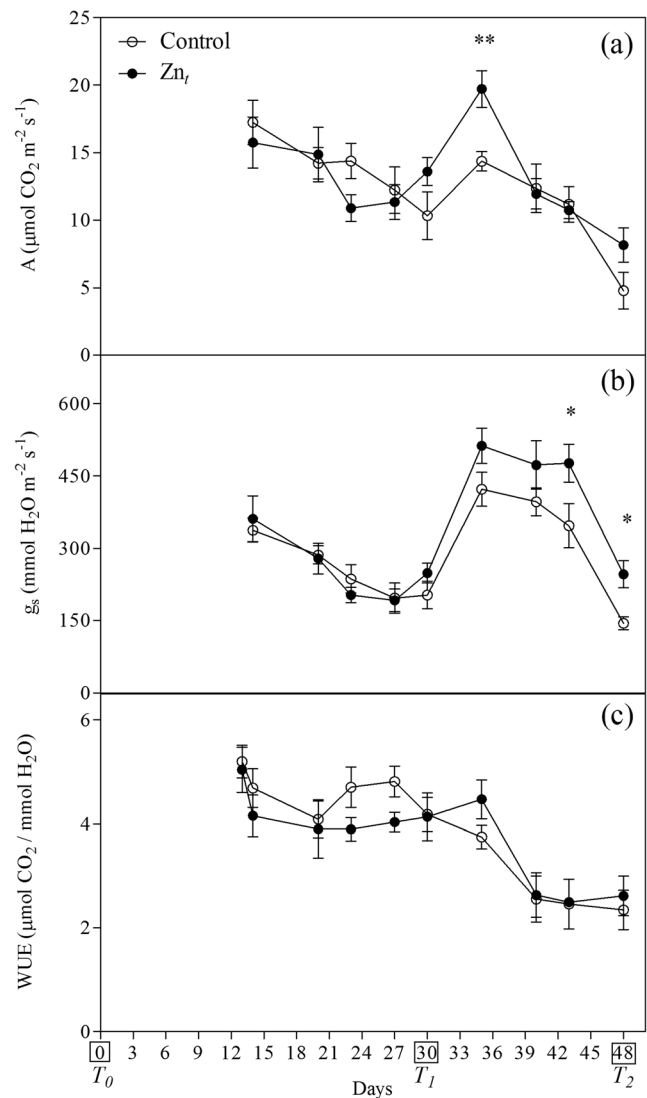 25
20
15
10
5
0
A (μmol CO₂ m⁻² s⁻¹)
Control
Znₜ
**
(a)
600
450
300
150
0
gₛ (mmol H₂O m⁻² s⁻¹)
(b)
*
*
6
4
2
0
WUE (μmol CO₂ / mmol H₂O)
(c)
0 3 6 9 12 15 18 21 24 27 30 33 36 39 42 45 48
T₀ T₁ T₂
Days